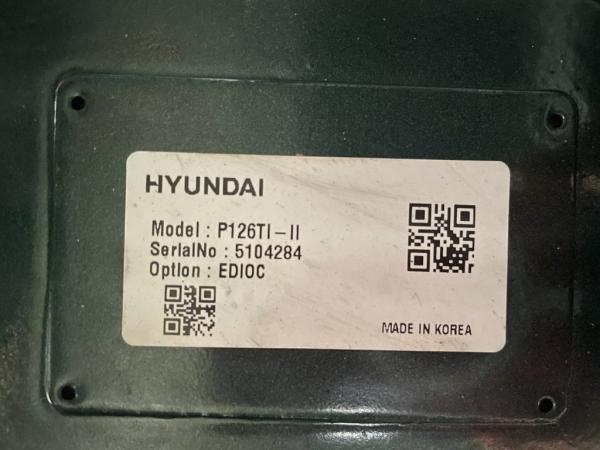 HYUNDAI
Model : P126TI-II
SerialNo : 5104284
Option : EDIOC
MADE IN KOREA